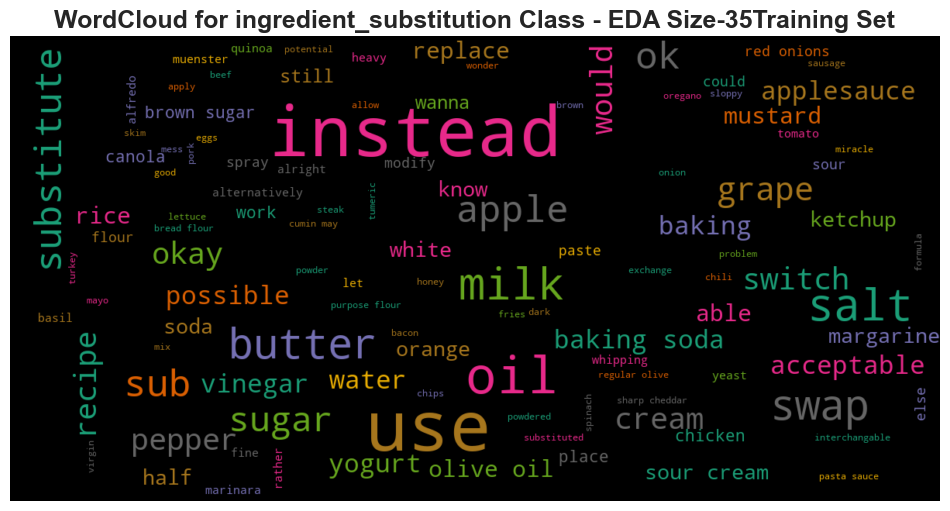 WordCloud for ingredient_substitution Class - EDA Size-35Training Set
quinoa
potential
heavy
replace
wonder
would
ok
red onions
sausage
muenster
beef
apply
still
could
sloppy
applesauce
substitute
alfredo
brown sugar
allow
wanna
brown
oregano
mustard
tomato
instead
skim
mess
eggs
pork
canola
good
spray
alright
modify
miracle
sour
onion
alternatively
tumeric
know
apple
grape
rice
lettuce
bread flour
work
steak
cumin may
baking
ketchup
flour
okay
white
paste
problem
formula
turkey
powder
let
honey
milk
exchange
chili
switch
salt
mayo
possible
purpose flour
fries
dark
able
basil
soda
bacon
mix
butter
orange
baking soda
margarine
recipe
whipping
regular olive
acceptable
sub
vinegar
water
chips
oil
yeast
else
sugar
use
powdered
spinach
sharp cheddar
cream
swap
pepper
fine
substituted
chicken
interchangable
virgin
half
rather
yogurt
olive oil
place
sour cream
pasta sauce
marinara